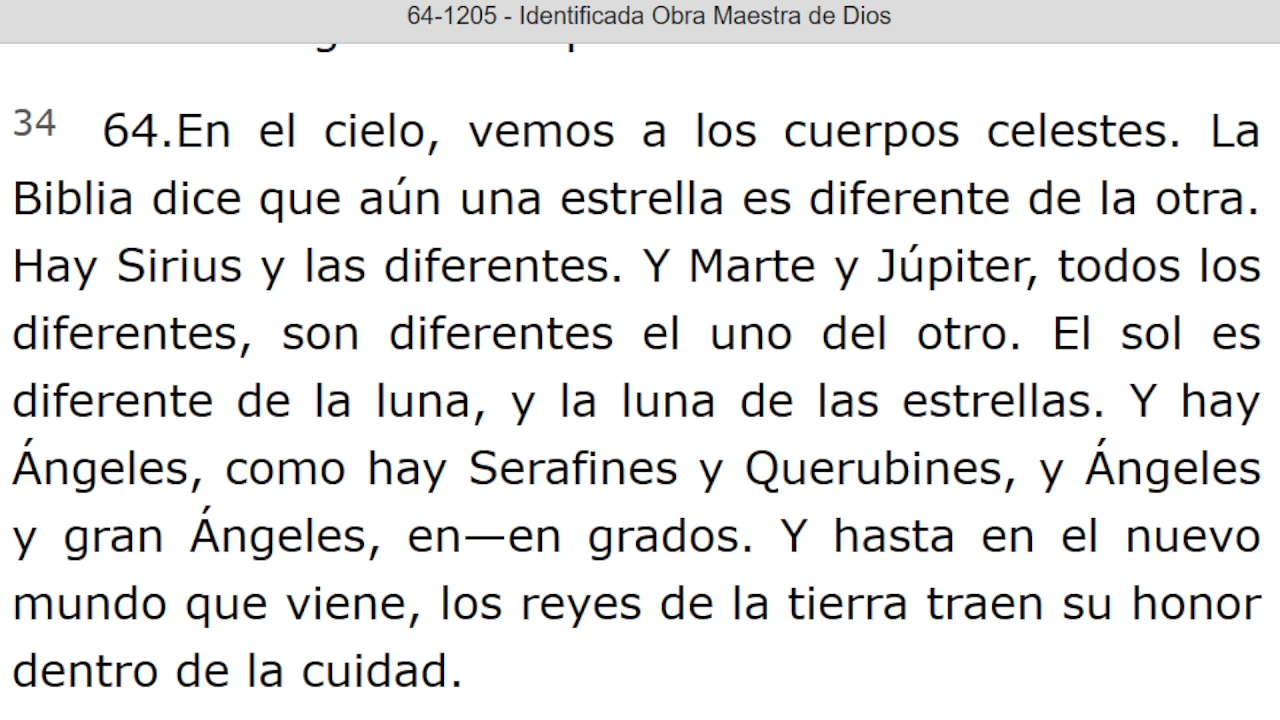 64-1205 - Identificada Obra Maestra de Dios
34 64.En el cielo, vemos a los cuerpos celestes. La
Biblia dice que aún una estrella es diferente de la otra.
Hay Sirius y las diferentes. Y Marte y Júpiter, todos los
diferentes, son diferentes el uno del otro. El sol es
diferente de la luna, y la luna de las estrellas. Y hay
Ángeles, como hay Serafines y Querubines, y Ángeles
y gran Ángeles, en—en grados. Y hasta en el nuevo
mundo que viene, los reyes de la tierra traen su honor
dentro de la cuidad.